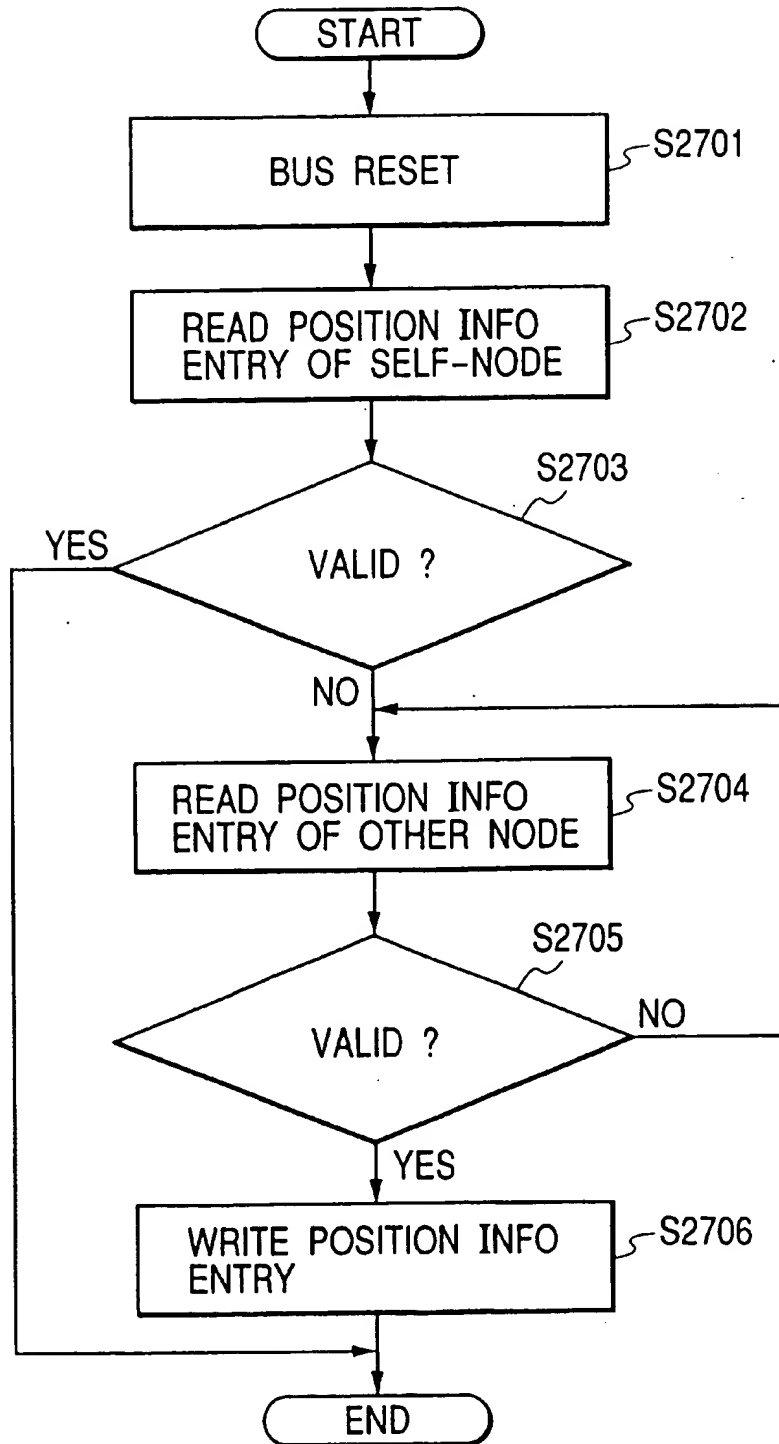 START
BUS RESET
S2701
READ POSITION INFO
ENTRY OF SELF-NODE
S2702
S2703
YES
VALID ?
NO
READ POSITION INFO
ENTRY OF OTHER NODE
S2704
S2705
VALID ?
NO
YES
WRITE POSITION INFO
ENTRY
S2706
END